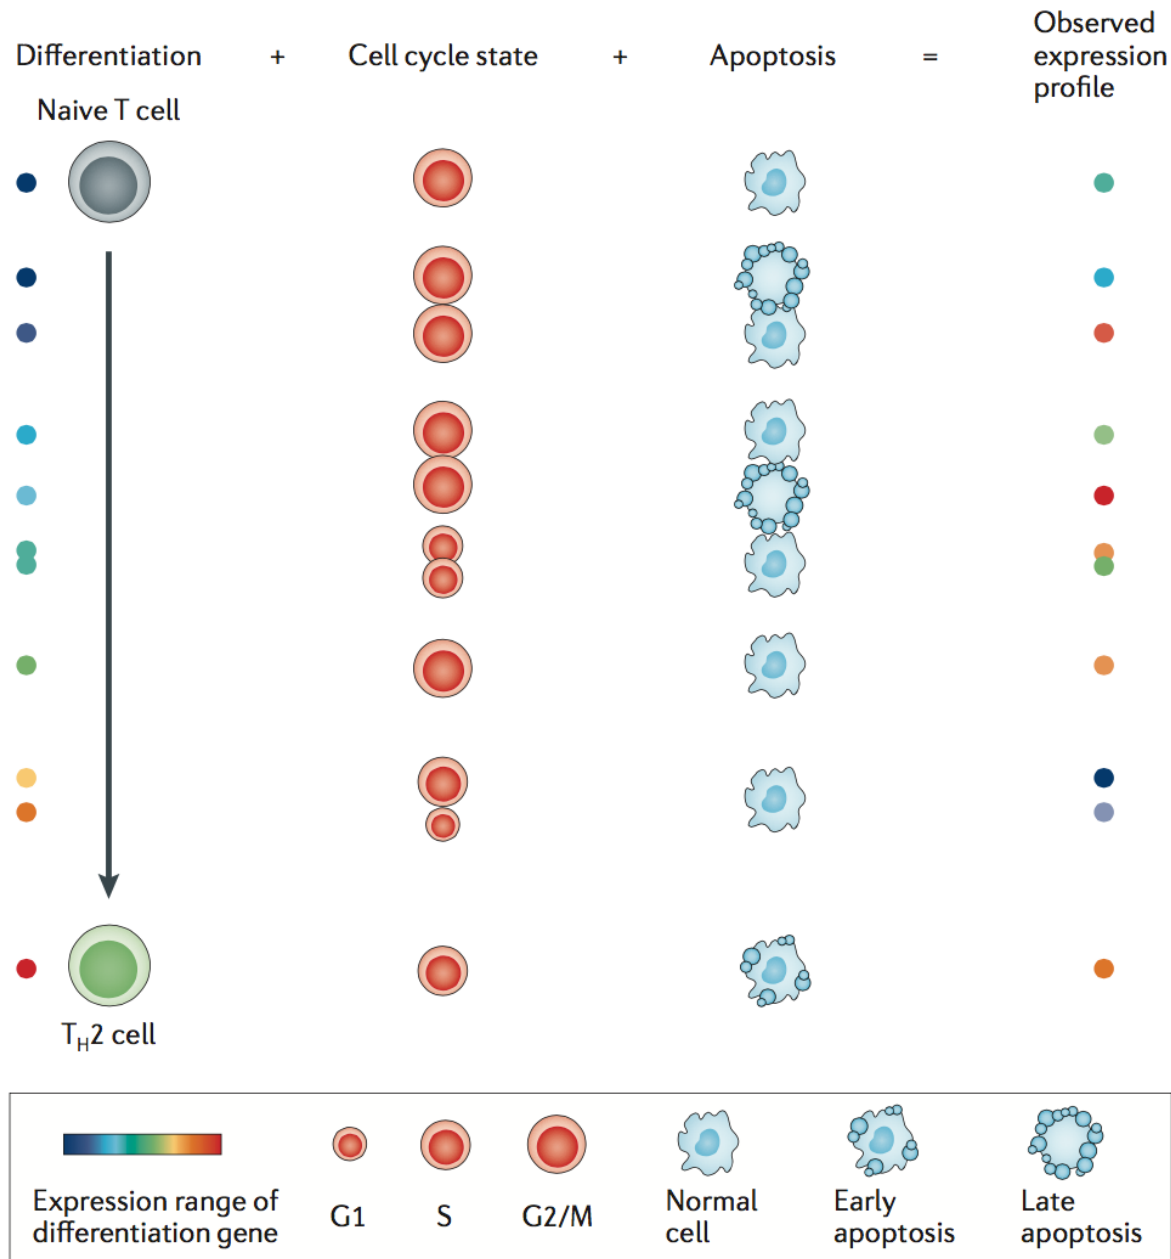 Differentiation + Cell cycle state + Apoptosis = Observed
expression
profile
Naive T cell
TH2 cell
Expression range of
differentiation gene
G1
S
G2/M
Normal
cell
Early
apoptosis
Late
apoptosis